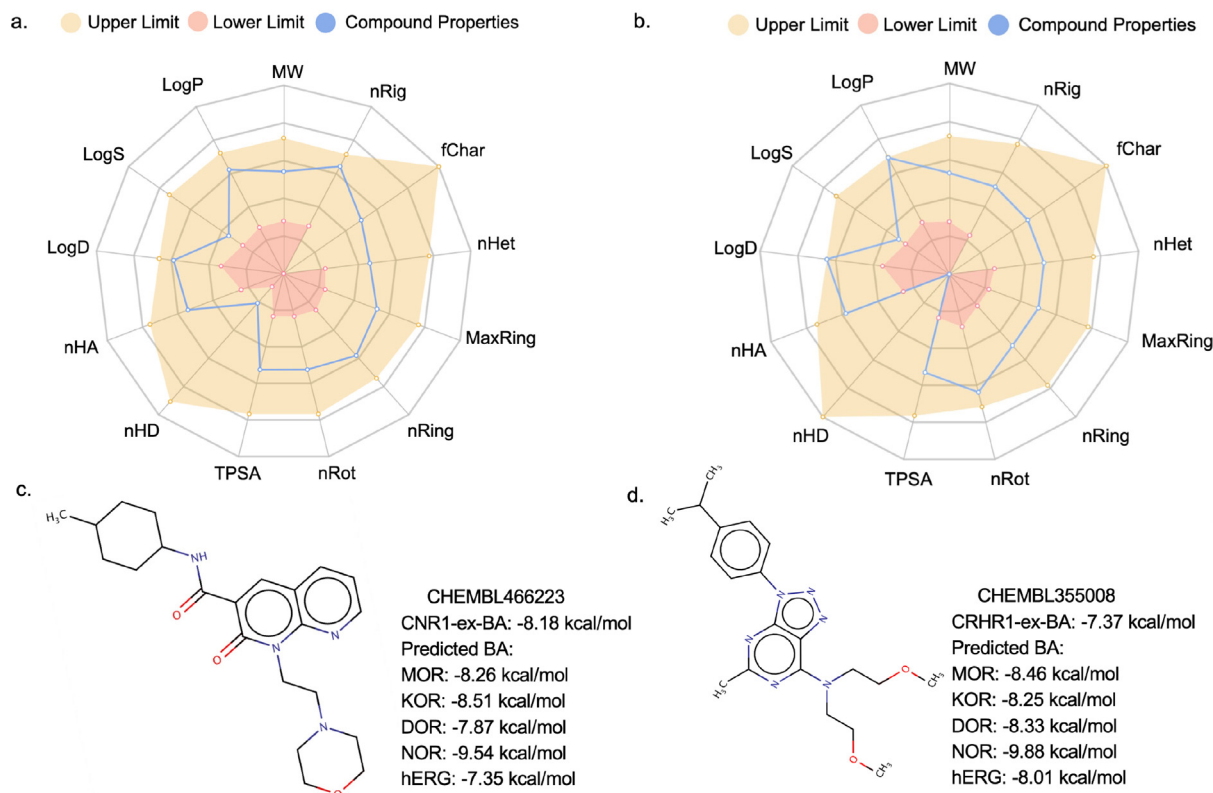 a.
Upper Limit Lower Limit Compound Properties
MW
nRig
fChar
nHet
MaxRing
nRing
nRot
TPSA
nHD
nHA
LogD
LogS
LogP
b.
Upper Limit Lower Limit Compound Properties
MW
nRig
fChar
nHet
MaxRing
nRing
nRot
TPSA
nHD
nHA
LogD
LogS
LogP
c.
H₃C
NH
O
O
N
N
N
O
CHEMBL466223
CNR1-ex-BA: -8.18 kcal/mol
Predicted BA:
MOR: -8.26 kcal/mol
KOR: -8.51 kcal/mol
DOR: -7.87 kcal/mol
NOR: -9.54 kcal/mol
hERG: -7.35 kcal/mol
d.
CH₃
H₃C
N
N
N
N
N
H₃C
N
O
CH₃
O
CH₃
CHEMBL355008
CRHR1-ex-BA: -7.37 kcal/mol
Predicted BA:
MOR: -8.46 kcal/mol
KOR: -8.25 kcal/mol
DOR: -8.33 kcal/mol
NOR: -9.88 kcal/mol
hERG: -8.01 kcal/mol